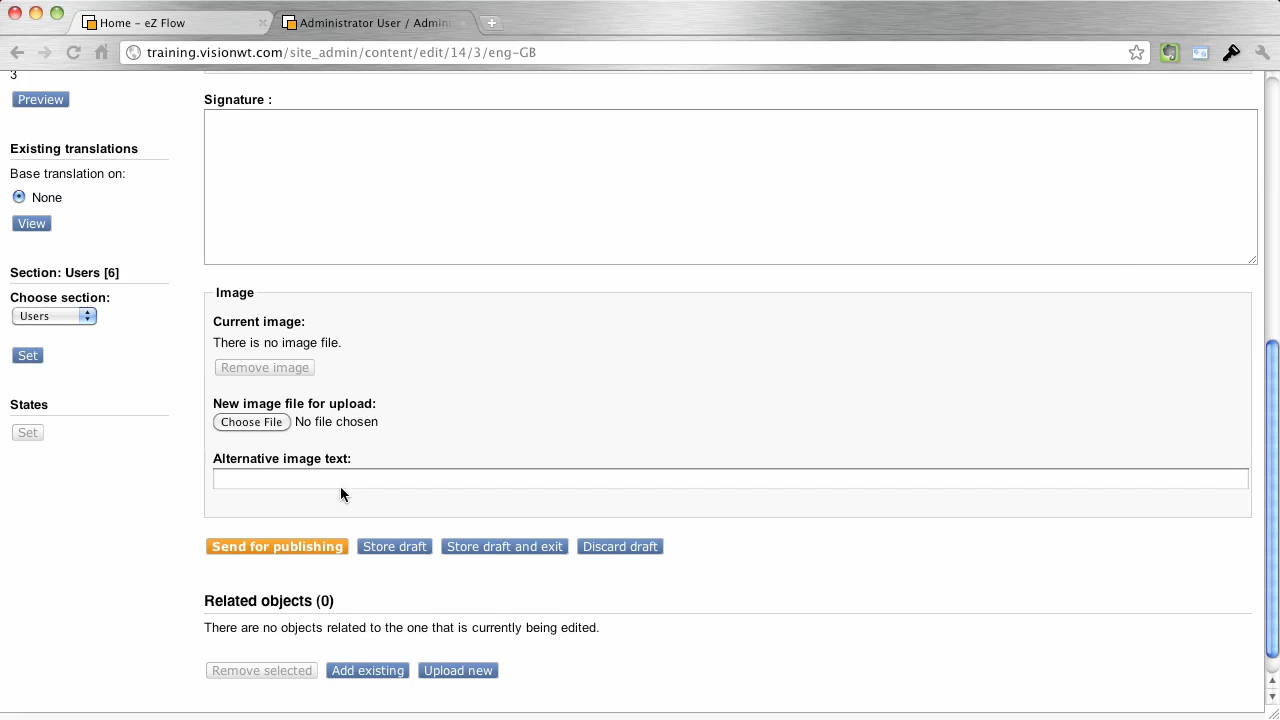 Home – eZ Flow
Administrator User / Admin
training.visionwt.com/site_admin/content/edit/14/3/eng-GB
3
Preview
Existing translations
Base translation on:
None
View
Section: Users [6]
Choose section:
Users
Set
States
Set
Signature :
Image
Current image:
There is no image file.
Remove image
New image file for upload:
Choose File No file chosen
Alternative image text:
Send for publishing Store draft Store draft and exit Discard draft
Related objects (0)
There are no objects related to the one that is currently being edited.
Remove selected Add existing Upload new